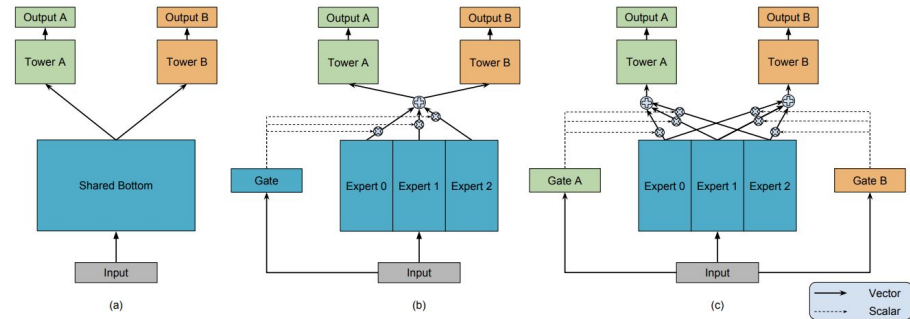 Output A
Output B
Tower A
Tower B
Shared Bottom
Input
(a)
Output A
Output B
Tower A
Tower B
Gate
Expert 0
Expert 1
Expert 2
Input
(b)
Output A
Output B
Tower A
Tower B
Gate A
Expert 0
Expert 1
Expert 2
Gate B
Input
(c)
Vector
Scalar